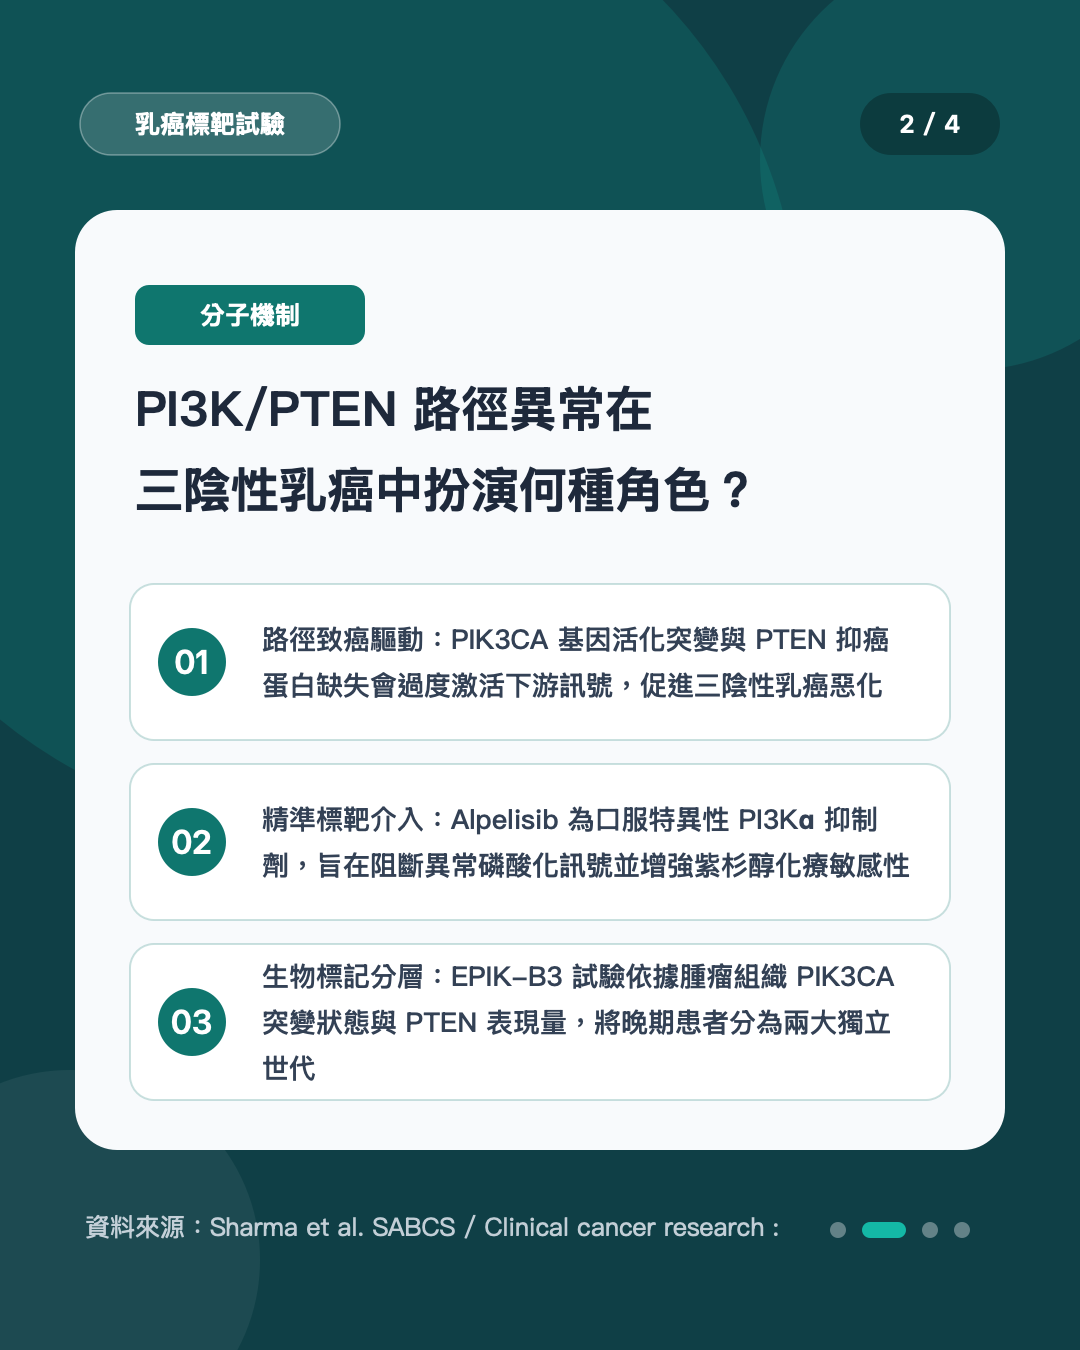 乳癌標靶試驗
2 / 4
分子機制
PI3K/PTEN 路徑異常在
三陰性乳癌中扮演何種角色？
01
路徑致癌驅動：PIK3CA 基因活化突變與 PTEN 抑癌
蛋白缺失會過度激活下游訊號，促進三陰性乳癌惡化
02
精準標靶介入：Alpelisib 為口服特異性 PI3Kα 抑制
劑，旨在阻斷異常磷酸化訊號並增強紫杉醇化療敏感性
03
生物標記分層：EPIK–B3 試驗依據腫瘤組織 PIK3CA
突變狀態與 PTEN 表現量，將晚期患者分為兩大獨立
世代
資料來源：Sharma et al. SABCS / Clinical cancer research :